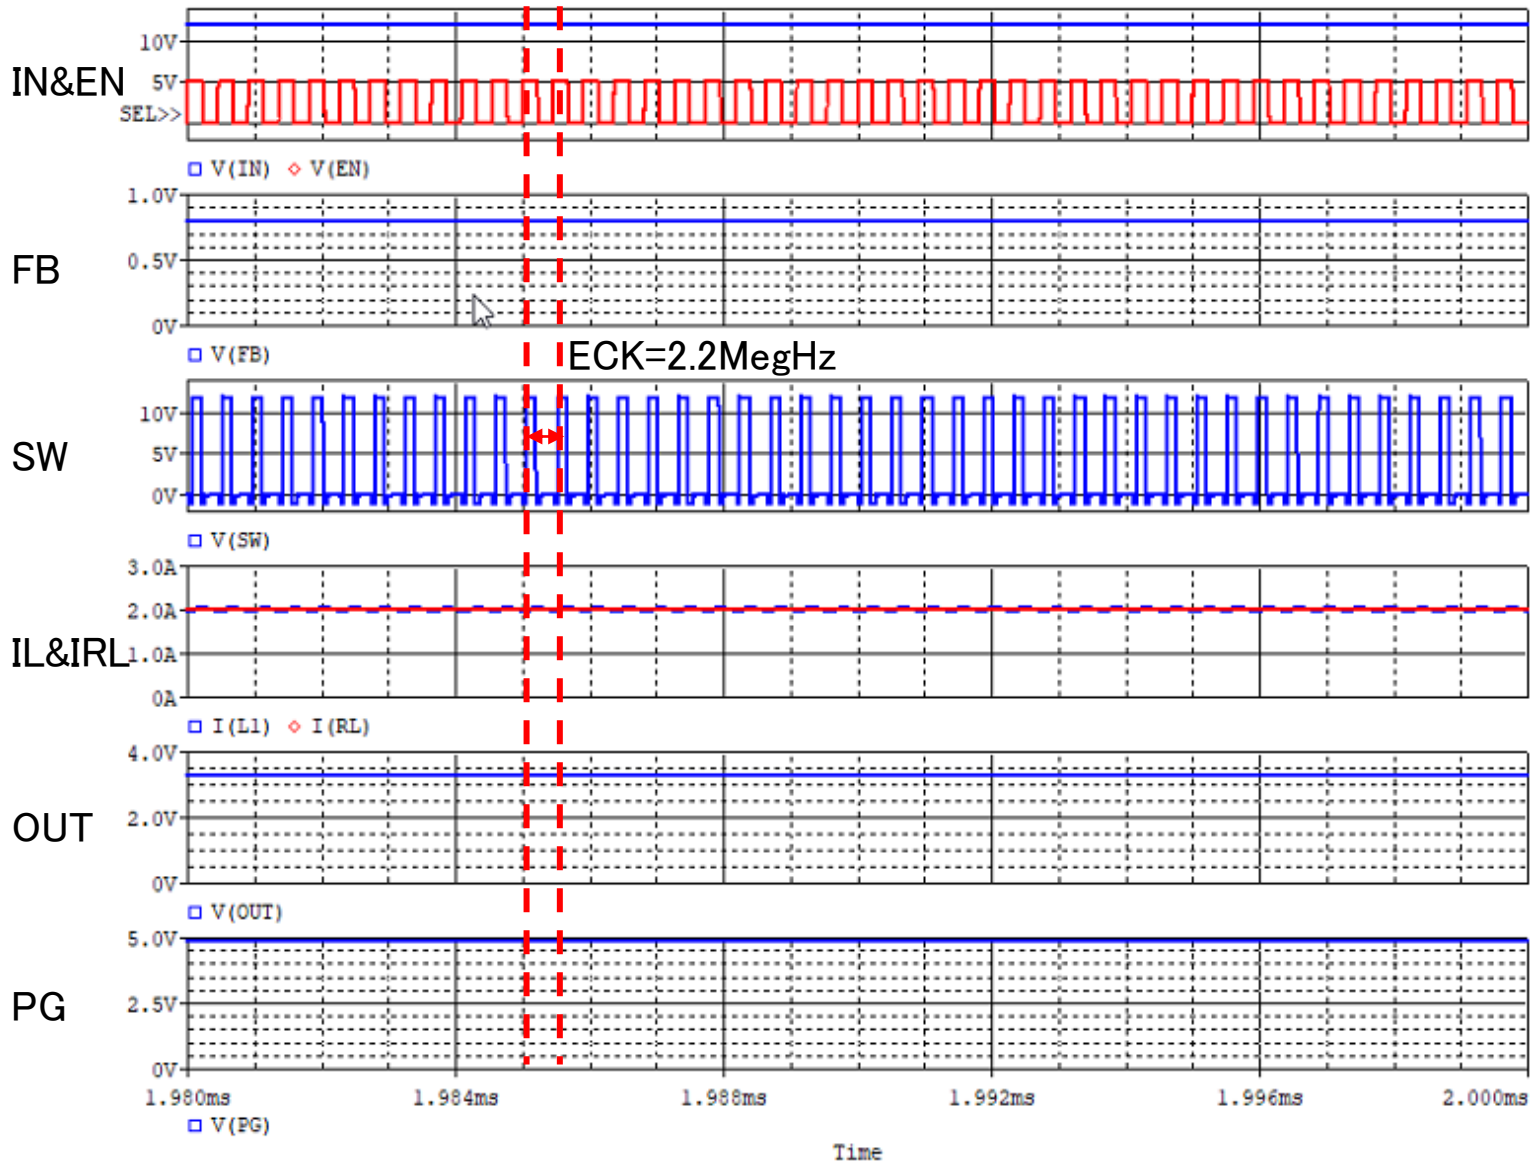 10V
IN&EN
5V
SEL>>
V(IN) V(EN)
1.0V
FB
0.5V
0V
V(FB)
ECK=2.2MegHz
10V
SW
5V
0V
V(SW)
3.0A
2.0A
IL&IRL
1.0A
0A
I(L1) I(RL)
4.0V
OUT
2.0V
0V
V(OUT)
5.0V
PG
2.5V
0V
1.980ms 1.984ms 1.988ms 1.992ms 1.996ms 2.000ms
V(PG)
Time